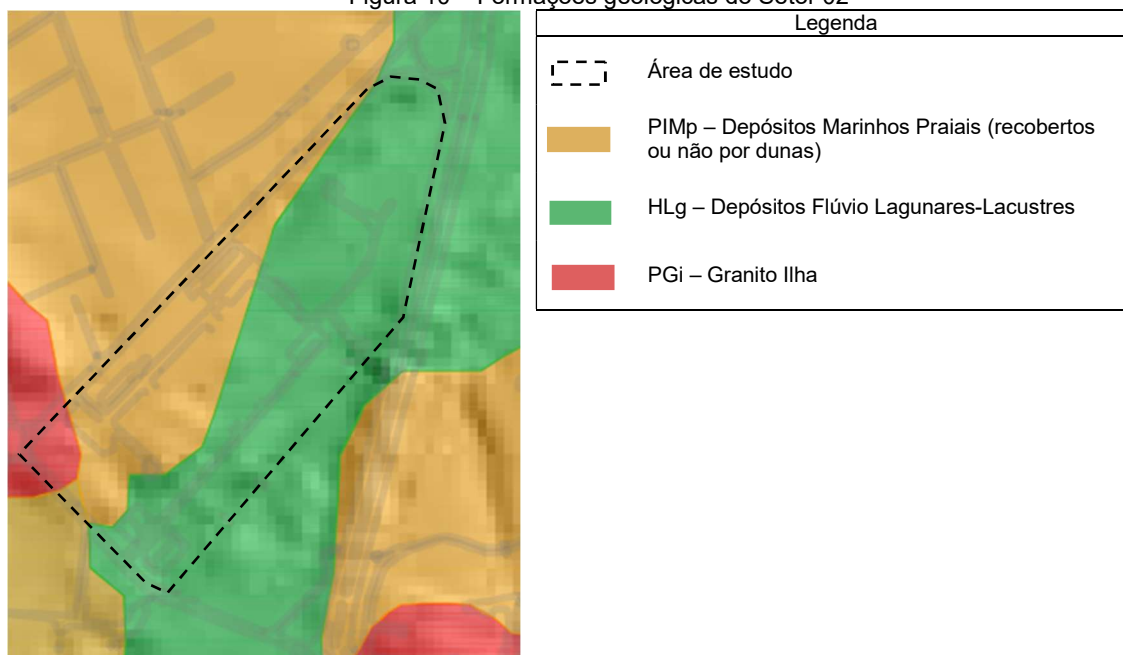 Legenda
Área de estudo
PIMp – Depósitos Marinhos Praiais (recobertos
ou não por dunas)
HLg – Depósitos Flúvio Lagunares-Lacustres
PGi – Granito Ilha